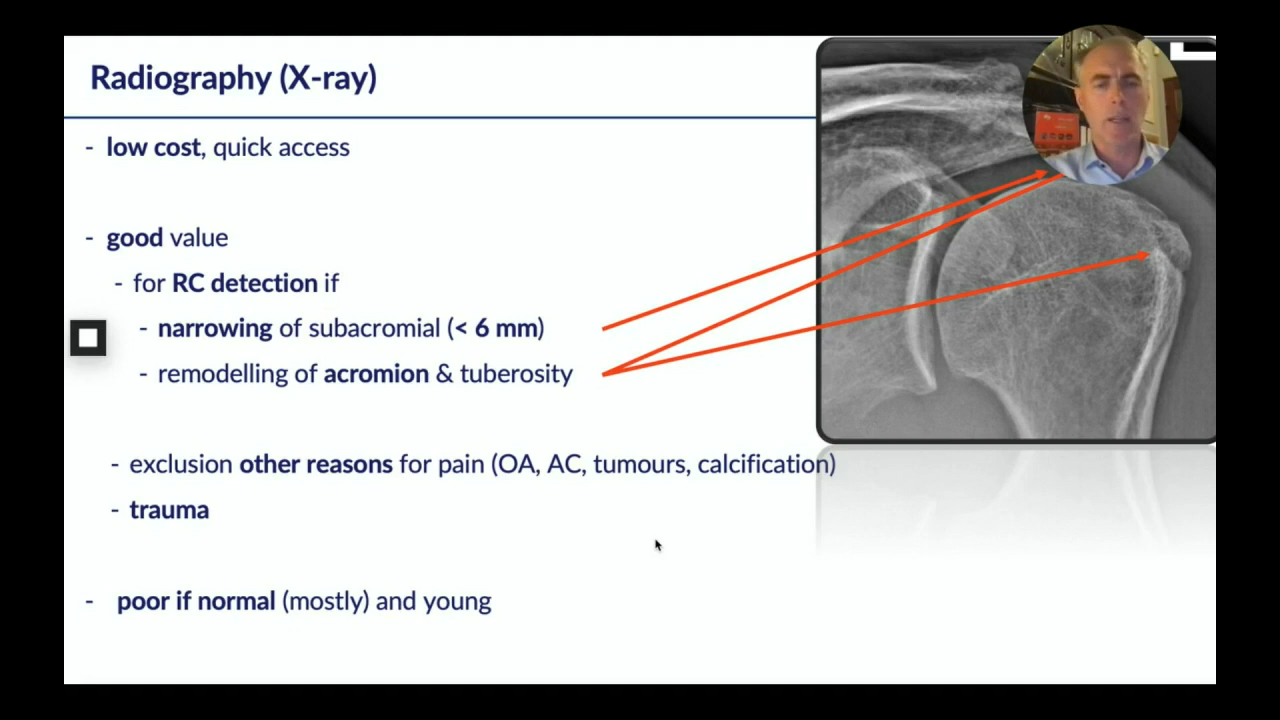 Radiography (X-ray)
- low cost, quick access
- good value
- for RC detection if
- narrowing of subacromial (< 6 mm)
- remodelling of acromion & tuberosity
- exclusion other reasons for pain (OA, AC, tumours, calcification)
- trauma
- poor if normal (mostly) and young